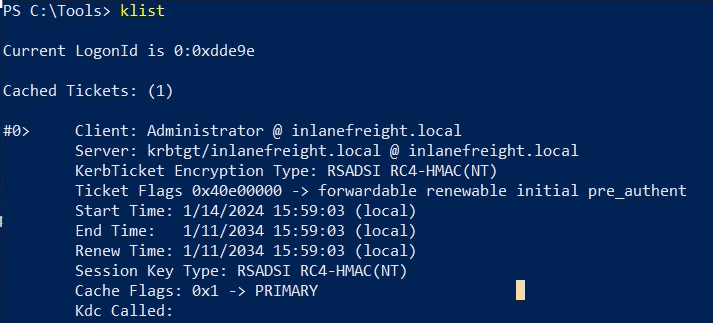 PS C:\Tools> klist
Current LogonId is 0:0xdde9e
Cached Tickets: (1)
#0> Client: Administrator @ inlanefreight.local
Server: krbtgt/inlanefreight.local @ inlanefreight.local
KerbTicket Encryption Type: RSADSI RC4-HMAC(NT)
Ticket Flags 0x40e00000 -> forwardable renewable initial pre_authent
Start Time: 1/14/2024 15:59:03 (local)
End Time: 1/11/2034 15:59:03 (local)
Renew Time: 1/11/2034 15:59:03 (local)
Session Key Type: RSADSI RC4-HMAC(NT)
Cache Flags: 0x1 -> PRIMARY
Kdc Called: